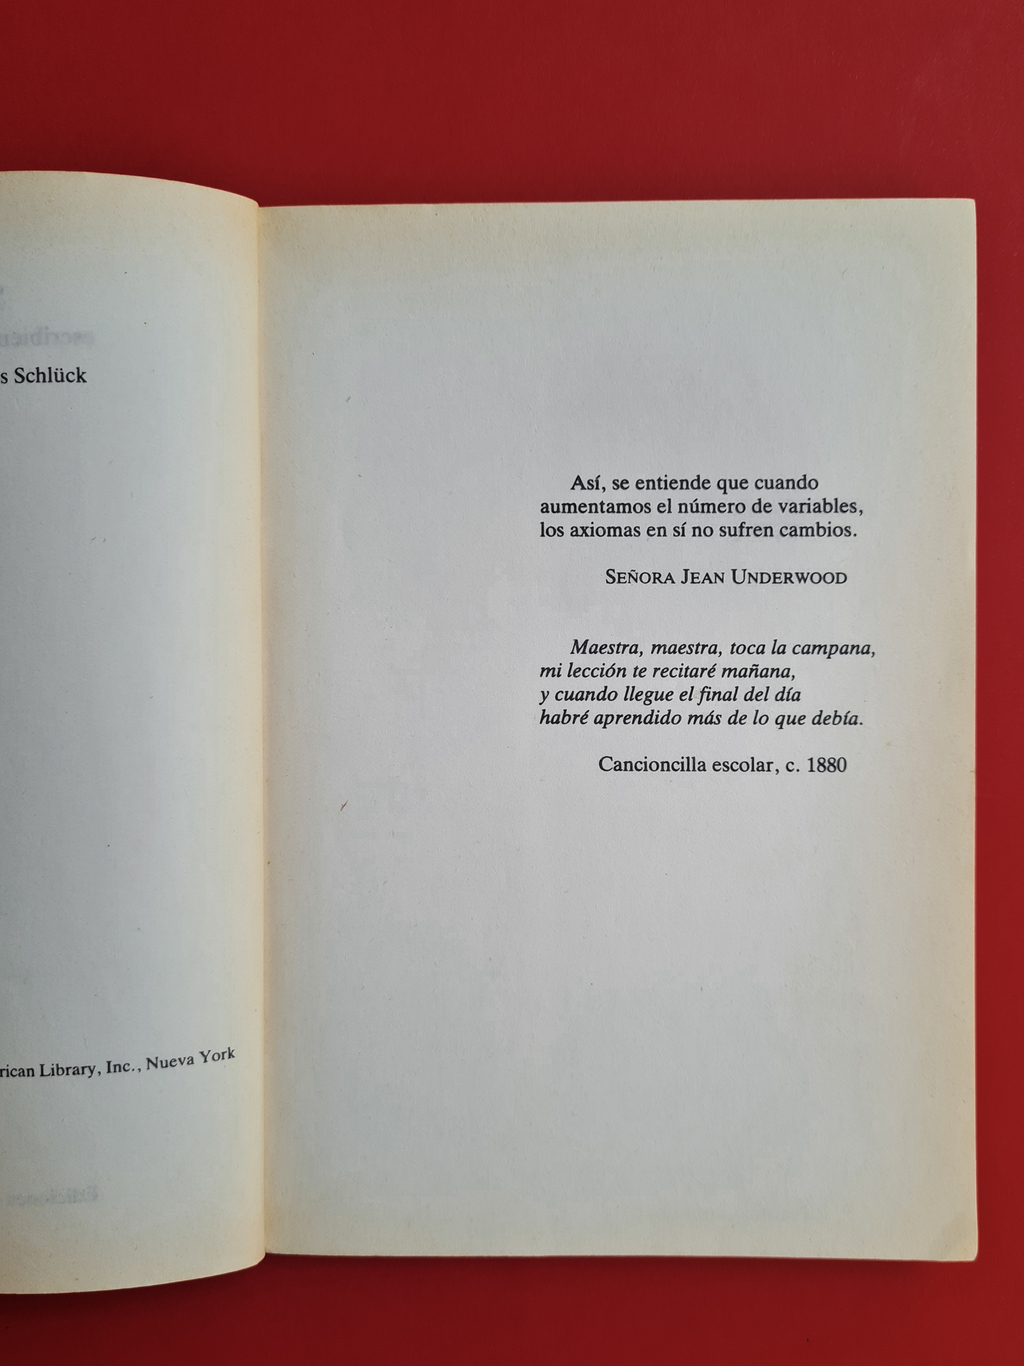 s Schlück
rican Library, Inc., Nueva York
Así, se entiende que cuando
aumentamos el número de variables,
los axiomas en sí no sufren cambios.
SEÑORA JEAN UNDERWOOD
Maestra, maestra, toca la campana,
mi lección te recitaré mañana,
y cuando llegue el final del día
habré aprendido más de lo que debía.
Cancioncilla escolar, c. 1880